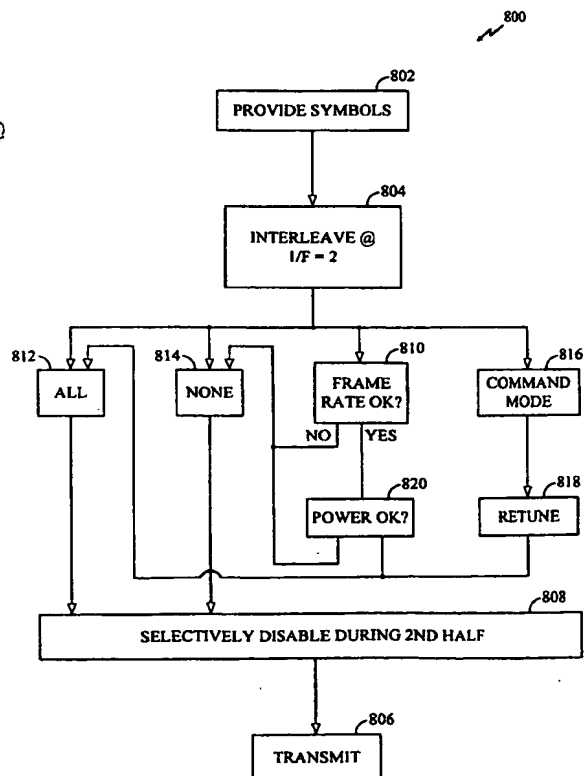 800
802
PROVIDE SYMBOLS
804
INTERLEAVE @
1/F = 2
812
ALL
814
NONE
810
FRAME
RATE OK?
816
COMMAND
MODE
NO
YES
820
POWER OK?
818
RETUNE
808
SELECTIVELY DISABLE DURING 2ND HALF
806
TRANSMIT